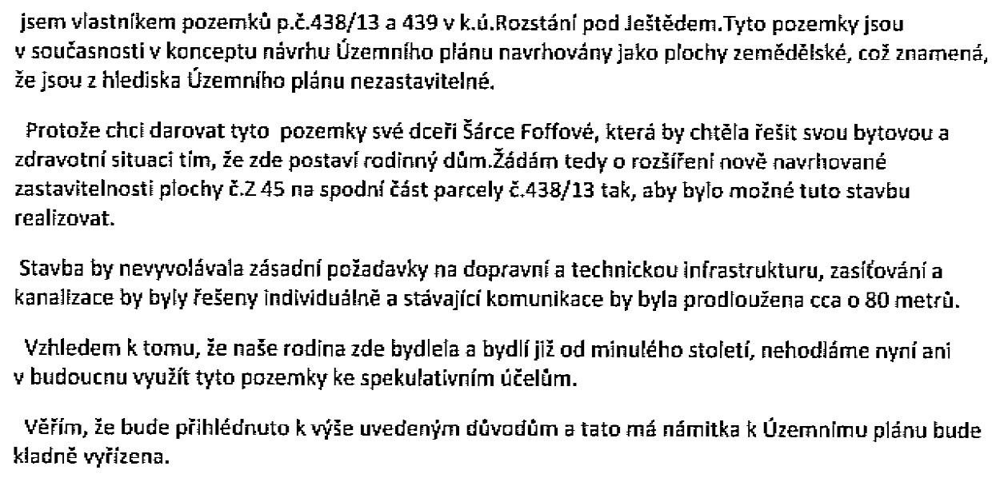 jsem vlastníkem pozemků p.č.438/13 a 439 v k.ú.Rozstání pod Ještědem.Tyto pozemky jsou
v současnosti v konceptu návrhu Územního plánu navrhovány jako plochy zemědělské, což znamená,
že jsou z hlediska Územního plánu nezastavitelné.
Protože chci darovat tyto pozemky své dceři Šárce Foffové, která by chtěla řešit svou bytovou a
zdravotní situaci tím, že zde postaví rodinný dům.Žádám tedy o rozšíření nově navrhované
zastavitelnosti plochy č.Z 45 na spodní část parcely č.438/13 tak, aby bylo možné tuto stavbu
realizovat.
Stavba by nevyvolávala zásadní požadavky na dopravní a technickou infrastrukturu, zasíťování a
kanalizace by byly řešeny individuálně a stávající komunikace by byla prodloužena cca o 80 metrů.
Vzhledem k tomu, že naše rodina zde bydlela a bydlí již od minulého století, nehodláme nyní ani
v budoucnu využít tyto pozemky ke spekulativním účelům.
Věřím, že bude přihlédnuto k výše uvedeným důvodům a tato má námitka k Územnímu plánu bude
kladně vyřízena.